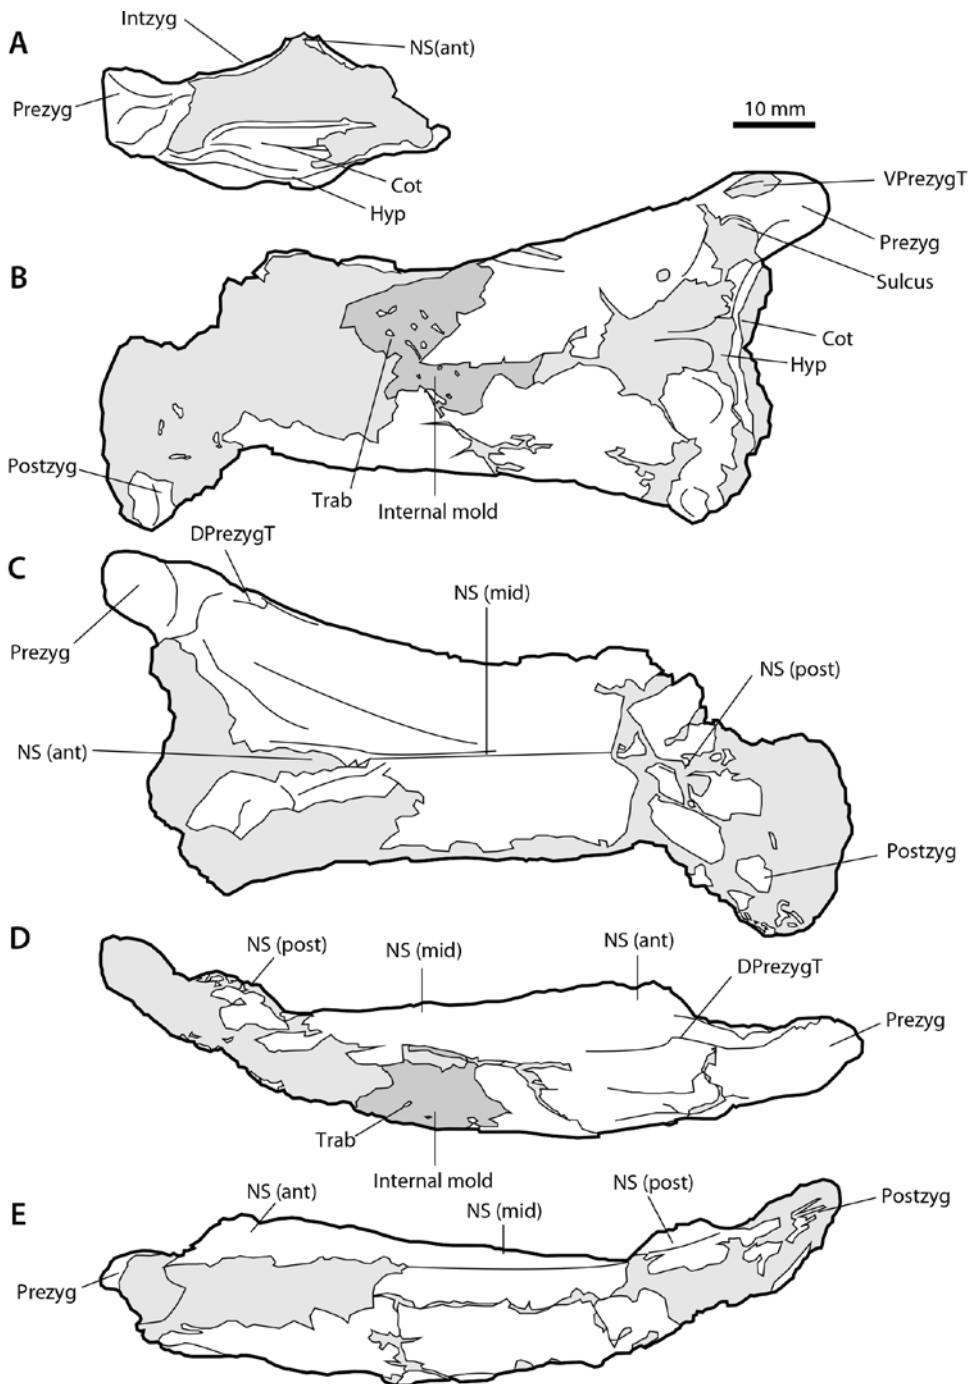 A
Intzyg
NS(ant)
Prezyg
Cot
Hyp
10 mm
B
VPrezygT
Prezyg
Sulcus
Cot
Hyp
Postzyg
Trab
Internal mold
C
DPrezygT
NS (mid)
Prezyg
NS (post)
NS (ant)
Postzyg
D
NS (post)
NS (mid)
NS (ant)
DPrezygT
Prezyg
Trab
Internal mold
E
NS (ant)
NS (mid)
NS (post)
Postzyg
Prezyg